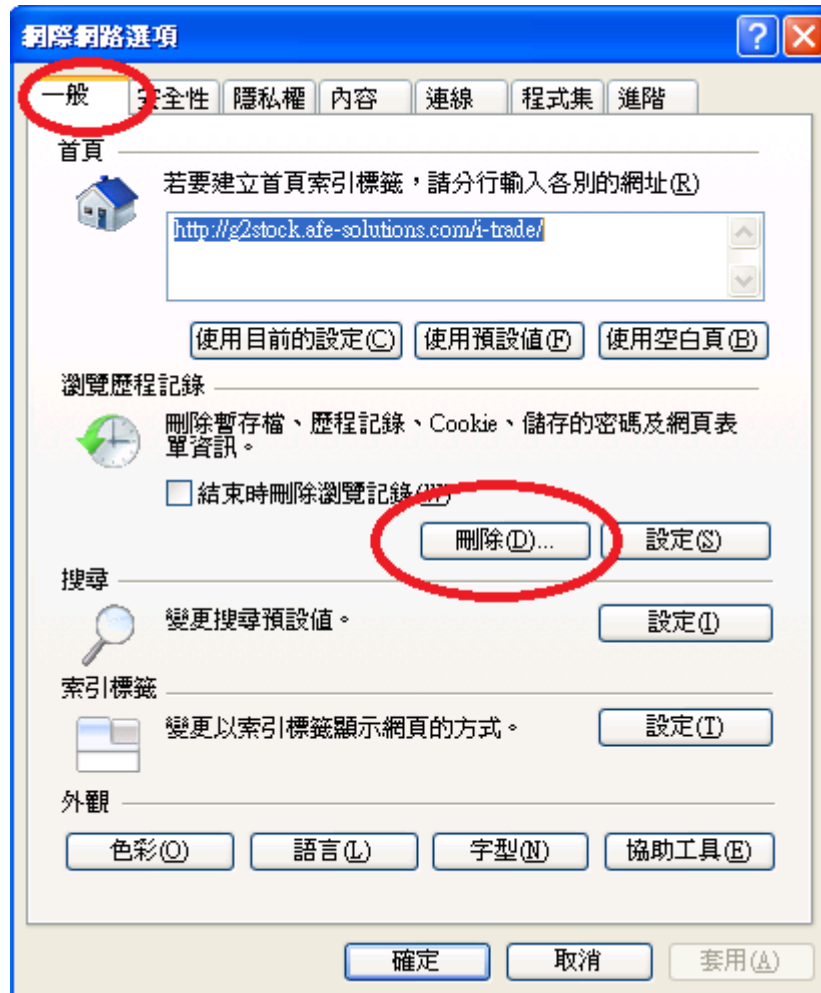 網際網路選項
一般 安全性 隱私權 內容 連線 程式集 進階
首頁
若要建立首頁索引標籤，請分行輸入各別的網址(R)
http://g2stock.afe-solutions.com/i-trade/
使用目前的設定(C) 使用預設值(F) 使用空白頁(B)
瀏覽歷程記錄
刪除暫存檔、歷程記錄、Cookie、儲存的密碼及網頁表
單資訊。
結束時刪除瀏覽記錄(W)
刪除(D)... 設定(S)
搜尋
變更搜尋預設值。 設定(I)
索引標籤
變更以索引標籤顯示網頁的方式。 設定(T)
外觀
色彩(O) 語言(L) 字型(N) 協助工具(E)
確定 取消 套用(A)